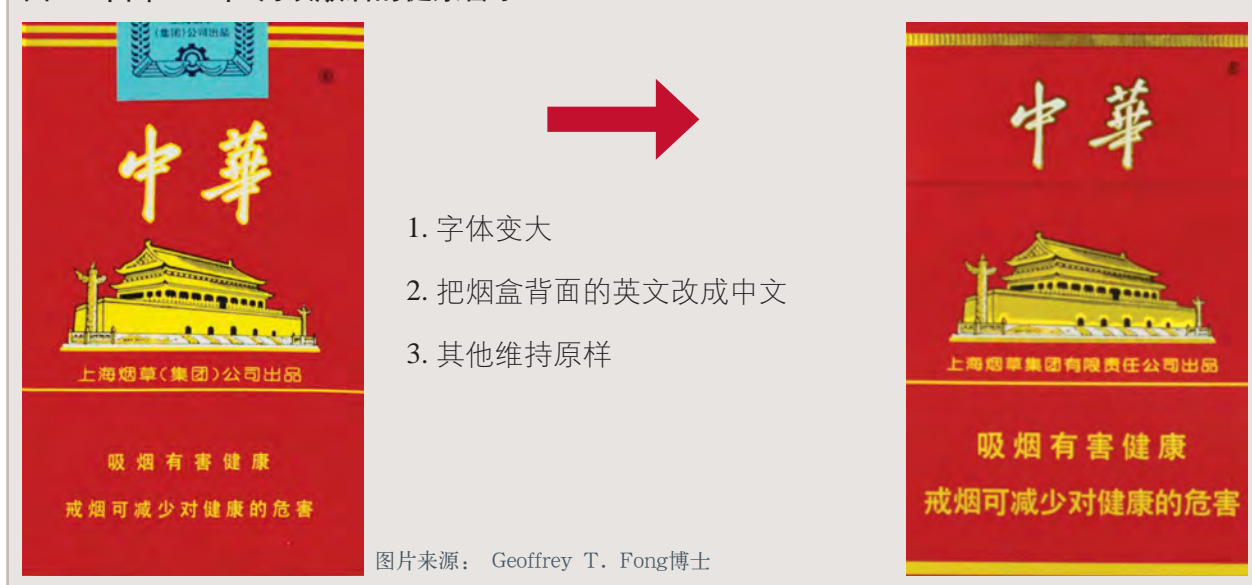 (集团)公司出品
中華
上海烟草(集团)公司出品
吸烟有害健康
戒烟可减少对健康的危害
1. 字体变大
2. 把烟盒背面的英文改成中文
3. 其他维持原样
图片来源： Geoffrey T. Fong博士
中華
上海烟草集团有限责任公司出品
吸烟有害健康
戒烟可减少对健康的危害